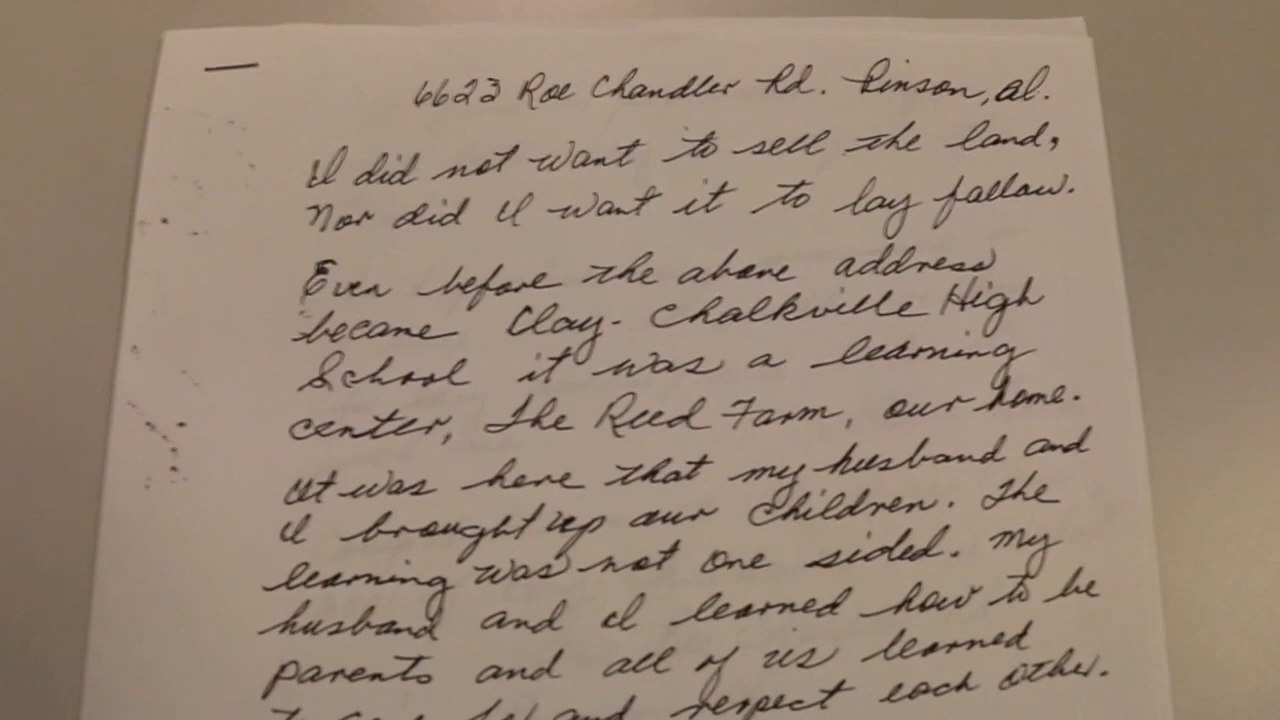 6623 Roe Chandler Rd. Pinson, Al.
I did not want to sell the land,
Nor did I want it to lay fallow.
Even before the above address
became Clay-Chalkville High
School it was a learning
center, The Reed Farm, our home.
It was here that my husband and
I brought up our children. The
learning was not one sided. My
husband and I learned how to be
parents and all of us learned
and respect each other.